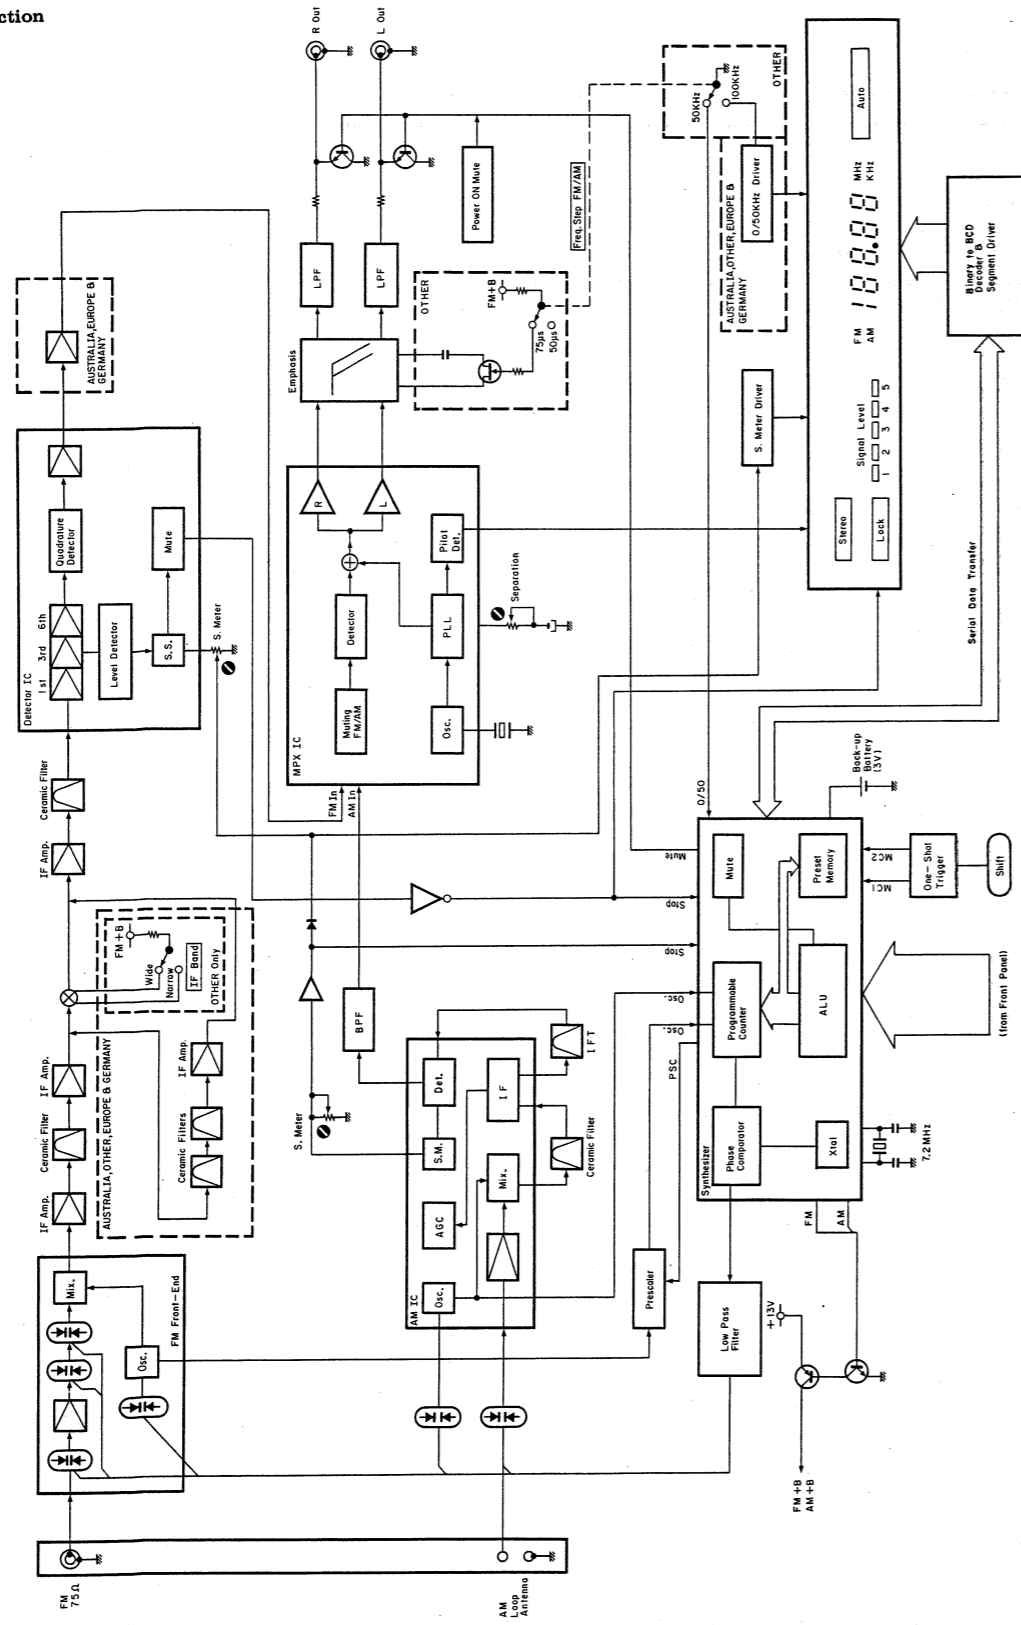 ction
R Out
L Out
AUSTRALIA, EUROPE &
GERMANY
LPF
LPF
Power ON Mute
Freq. Step FM/AM
OTHER
50KHz
100KHz
AUSTRALIA, OTHER, EUROPE &
GERMANY
0/50KHz Driver
Emphasis
OTHER
FM+B
75µs
50µs
S. Meter Driver
FM
AM
188.88
MHz
KHz
Auto
Signal Level
1 2 3 4 5
Stereo
Lock
Binary to BCD
Decoder &
Segment Driver
Serial Data Transfer
Detector IC
1st 3rd 6th
Quadrature
Detector
Level Detector
S.S.
Mute
S. Meter
MPX IC
R
L
Muting
FM/AM
Detector
Osc.
PLL
Pilot
Det.
Separation
FM In
AM In
Ceramic Filter
IF Amp.
FM+B
Wide
Narrow
IF Band
OTHER Only
AUSTRALIA, OTHER, EUROPE & GERMANY
Ceramic Filters
IF Amp.
IF Amp.
Ceramic Filter
IF Amp.
FM Front-End
Mix.
Osc.
FM
75Ω
AM
Loop
Antenna
S. Meter
BPF
AM IC
Osc.
AGC
S.M.
Det.
Mix.
IF
IFT
Ceramic Filter
Prescaler
PSC
Osc.
Osc.
Stop
Stop
Mute
0/50
Synthesizer
Phase
Comparator
Programmable
Counter
Mute
Xtal
ALU
Preset
Memory
7.2 MHz
Back-up
Battery
(3V)
MC1
MC2
One-Shot
Trigger
Shift
(from Front Panel)
Low Pass
Filter
FM
AM
+13V
FM+B
AM+B